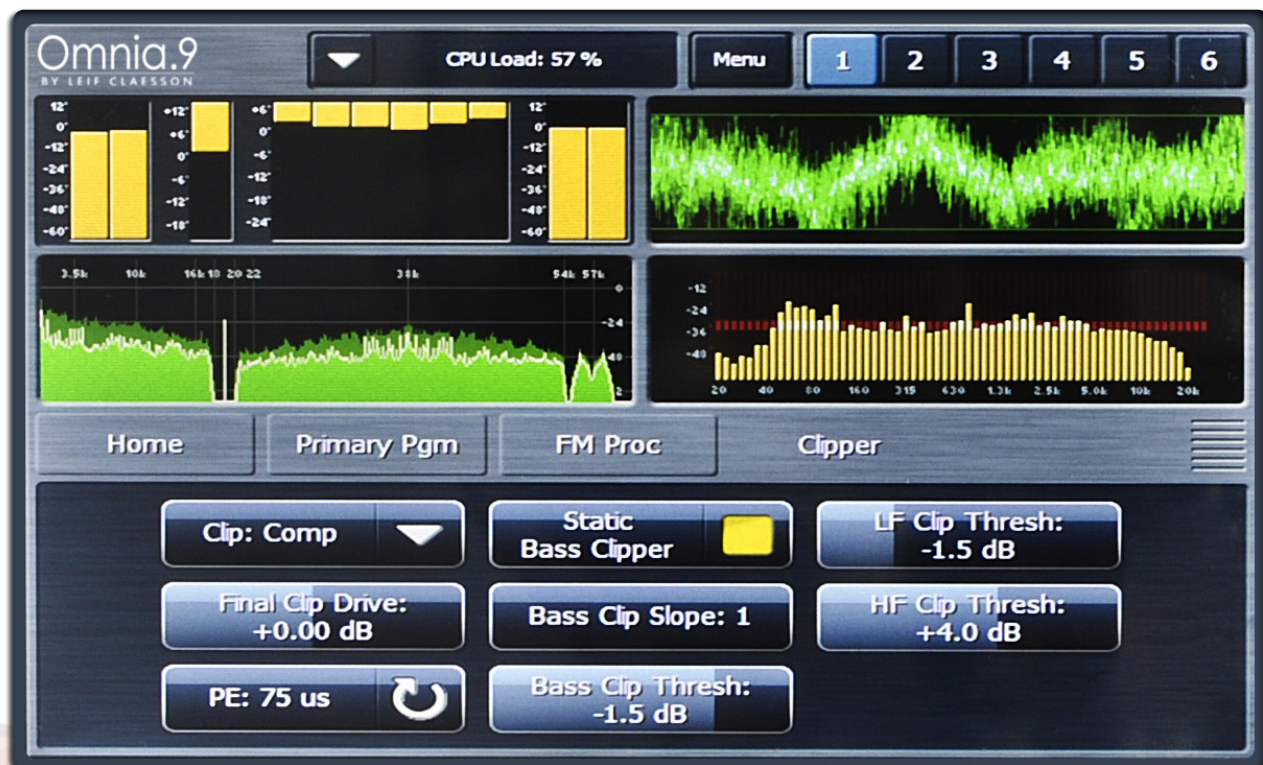 Omnia.9
BY LEIF CLAESSON
CPU Load: 57 %
Menu
1
2
3
4
5
6
12
0
-12
-24
-36
-48
-60
+12
+6
0
-6
-12
-18
+6
0
-6
-12
-18
-24
12
0
-12
-24
-36
-48
-60
3.5k 10k 16k 18 20 22 38k 54k 57k
0
-24
-48
-12
-24
-36
-48
20 40 80 160 315 630 1.3k 2.5k 5.0k 10k 20k
Home
Primary Pgm
FM Proc
Clipper
Clip: Comp
Static
Bass Clipper
LF Clip Thresh:
-1.5 dB
Final Clip Drive:
+0.00 dB
Bass Clip Slope: 1
HF Clip Thresh:
+4.0 dB
PE: 75 us
Bass Clip Thresh:
-1.5 dB